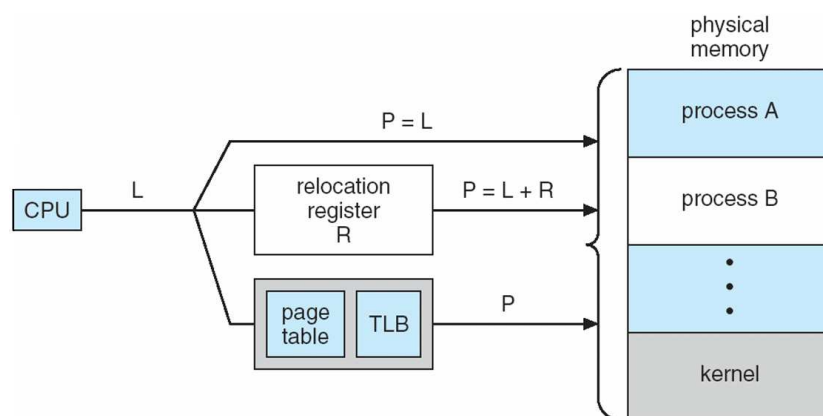 physical
memory
P = L
process A
L
relocation
register
R
P = L + R
CPU
process B
page
table
TLB
P
kernel